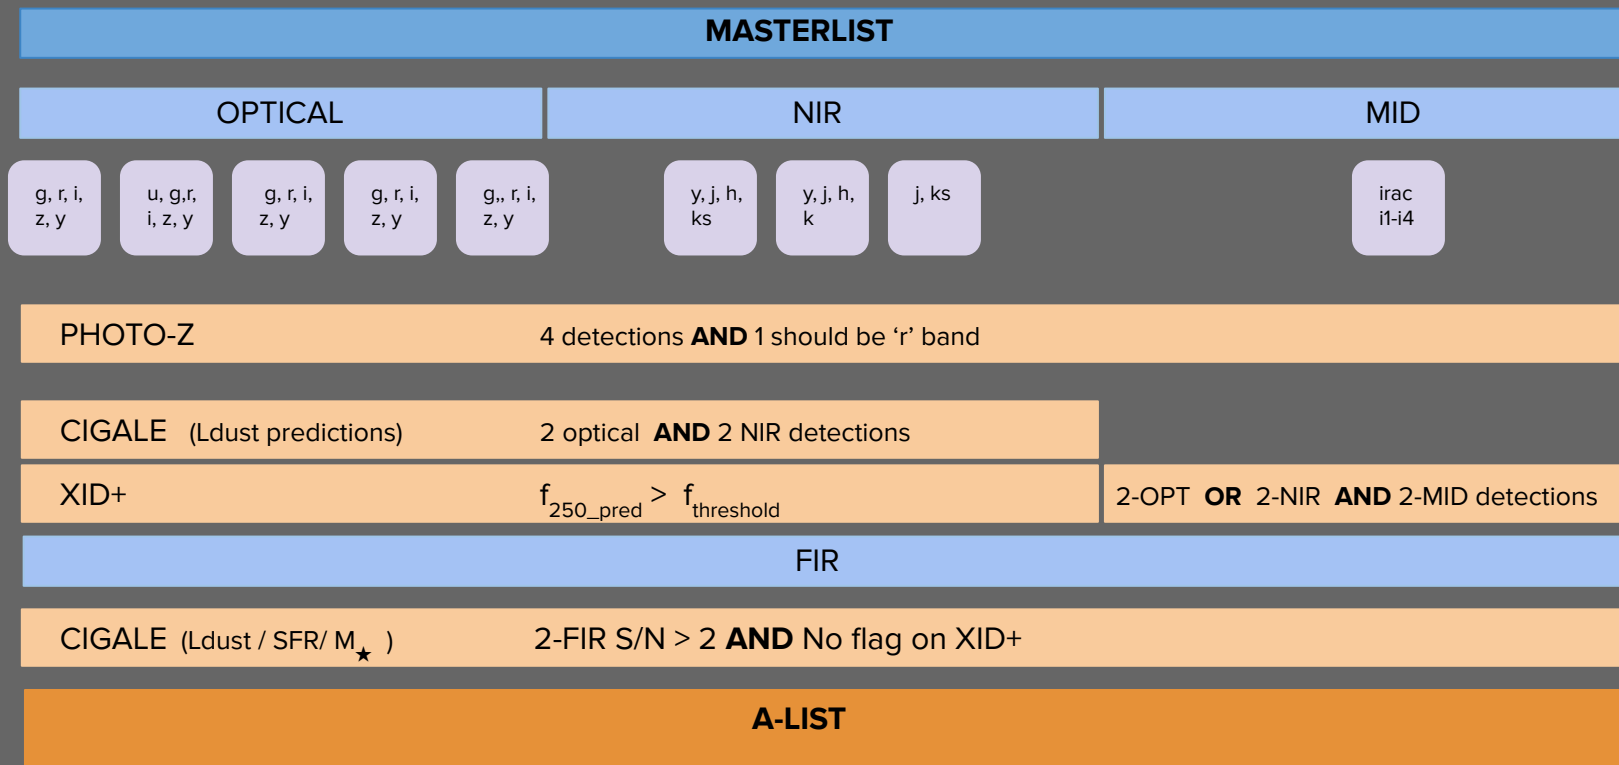 MASTERLIST
OPTICAL
NIR
MID
g, r, i,
z, y
u, g,r,
i, z, y
g, r, i,
z, y
g, r, i,
z, y
g,, r, i,
z, y
y, j, h,
ks
y, j, h,
k
j, ks
irac
i1-i4
PHOTO-Z 4 detections AND 1 should be ‘r’ band
CIGALE (Ldust predictions) 2 optical AND 2 NIR detections
XID+ f250_pred > fthreshold 2-OPT OR 2-NIR AND 2-MID detections
FIR
CIGALE (Ldust / SFR/ M★ ) 2-FIR S/N > 2 AND No flag on XID+
A-LIST